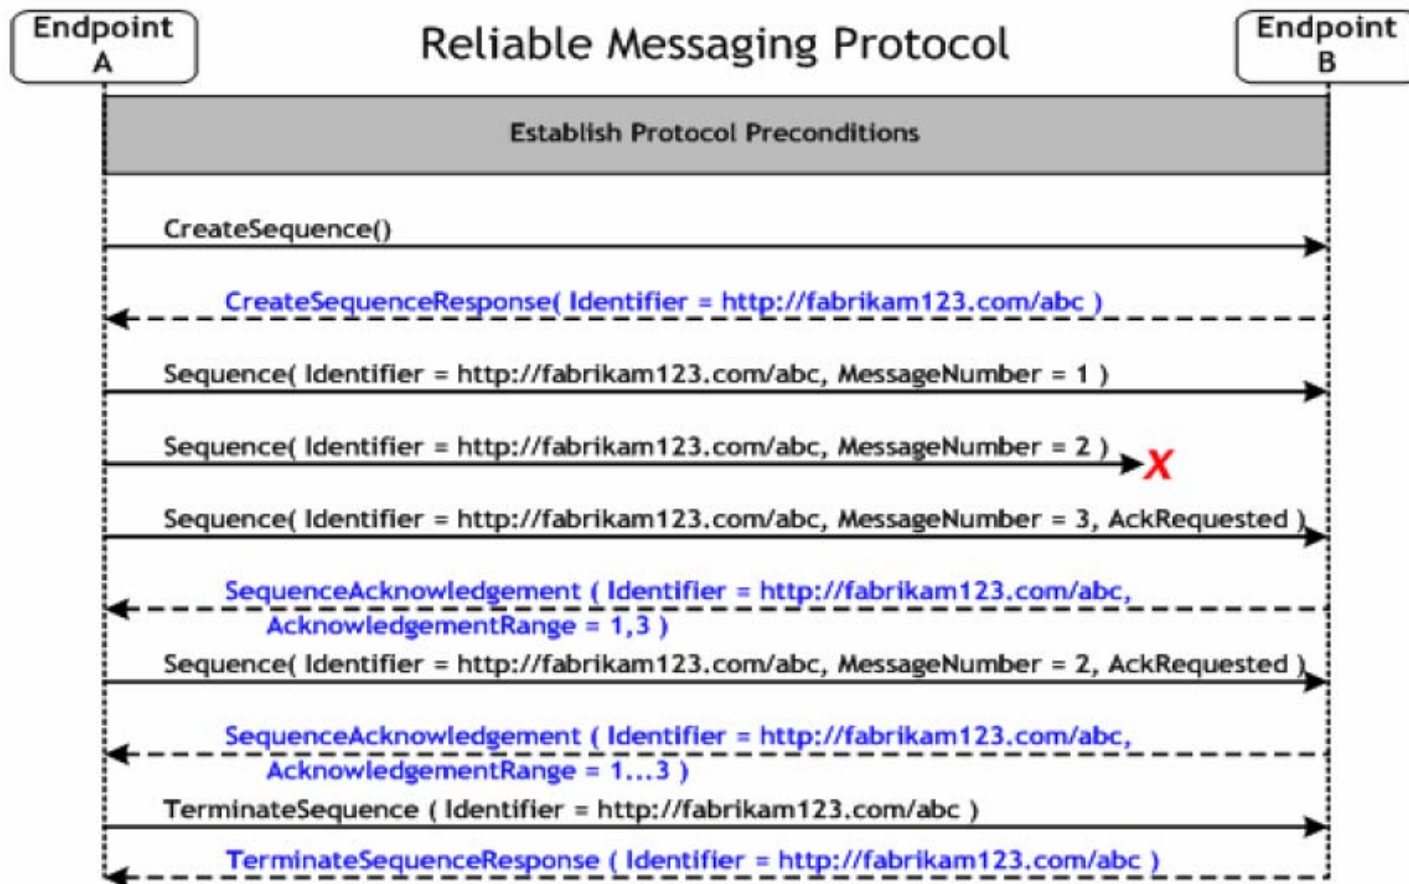 Endpoint
A
Reliable Messaging Protocol
Endpoint
B
Establish Protocol Preconditions
CreateSequence()
CreateSequenceResponse( Identifier = http://fabrikam123.com/abc )
Sequence( Identifier = http://fabrikam123.com/abc, MessageNumber = 1 )
Sequence( Identifier = http://fabrikam123.com/abc, MessageNumber = 2 )
X
Sequence( Identifier = http://fabrikam123.com/abc, MessageNumber = 3, AckRequested )
SequenceAcknowledgement ( Identifier = http://fabrikam123.com/abc,
AcknowledgementRange = 1,3 )
Sequence( Identifier = http://fabrikam123.com/abc, MessageNumber = 2, AckRequested )
SequenceAcknowledgement ( Identifier = http://fabrikam123.com/abc,
AcknowledgementRange = 1...3 )
TerminateSequence ( Identifier = http://fabrikam123.com/abc )
TerminateSequenceResponse ( Identifier = http://fabrikam123.com/abc )